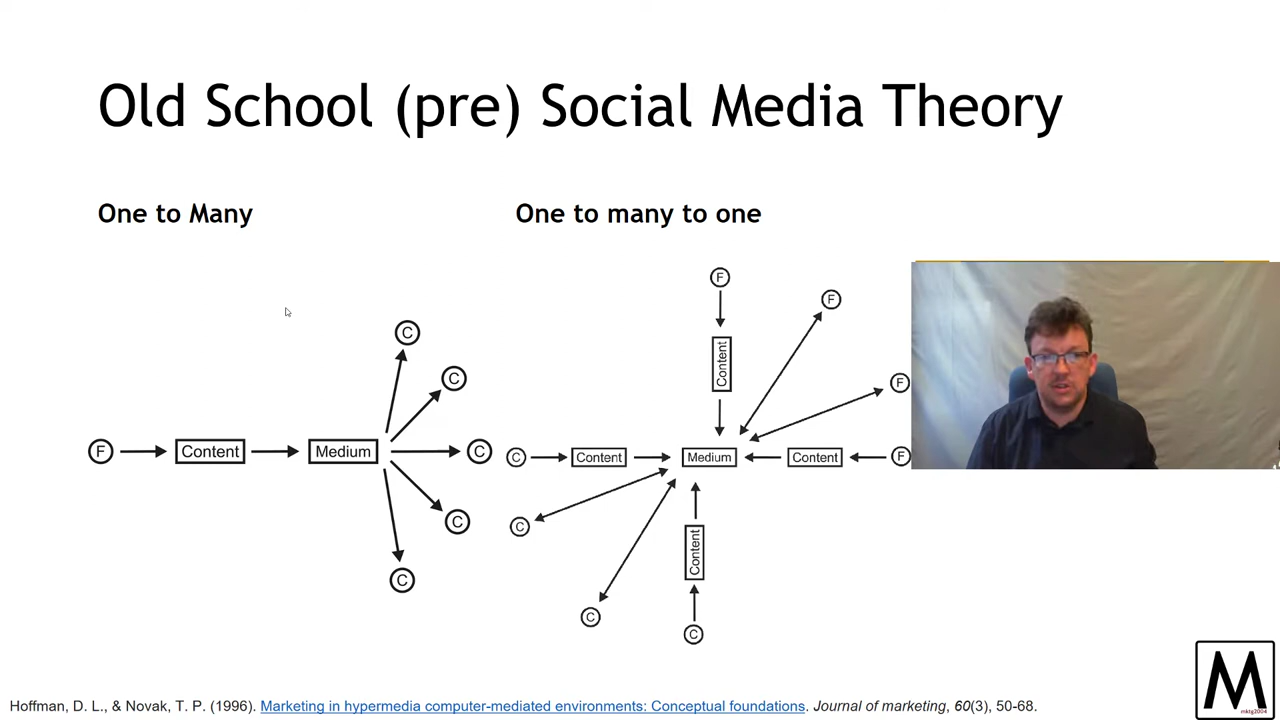 Old School (pre) Social Media Theory
One to Many
F
Content
Medium
C
C
C
C
C
One to many to one
F
F
F
Content
C
Content
Medium
Content
F
C
Content
C
C
Hoffman, D. L., & Novak, T. P. (1996). Marketing in hypermedia computer-mediated environments: Conceptual foundations. Journal of marketing, 60(3), 50-68.
M
mktg2004